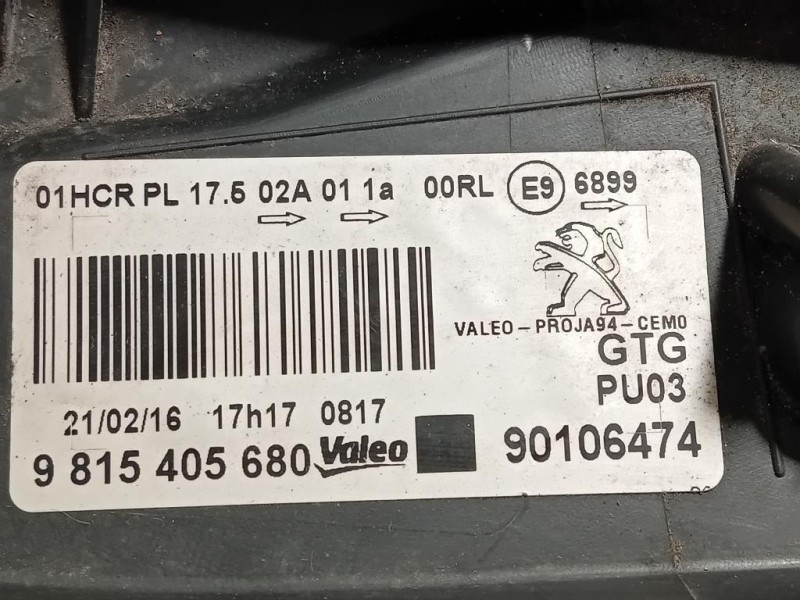 01HCR PL 17.5 02A 01 1a 00RL E9 6899
VALEO-PROJA94-CEM0
GTG
PU03
21/02/16 17h17 0817
9 815 405 680 Valeo 90106474